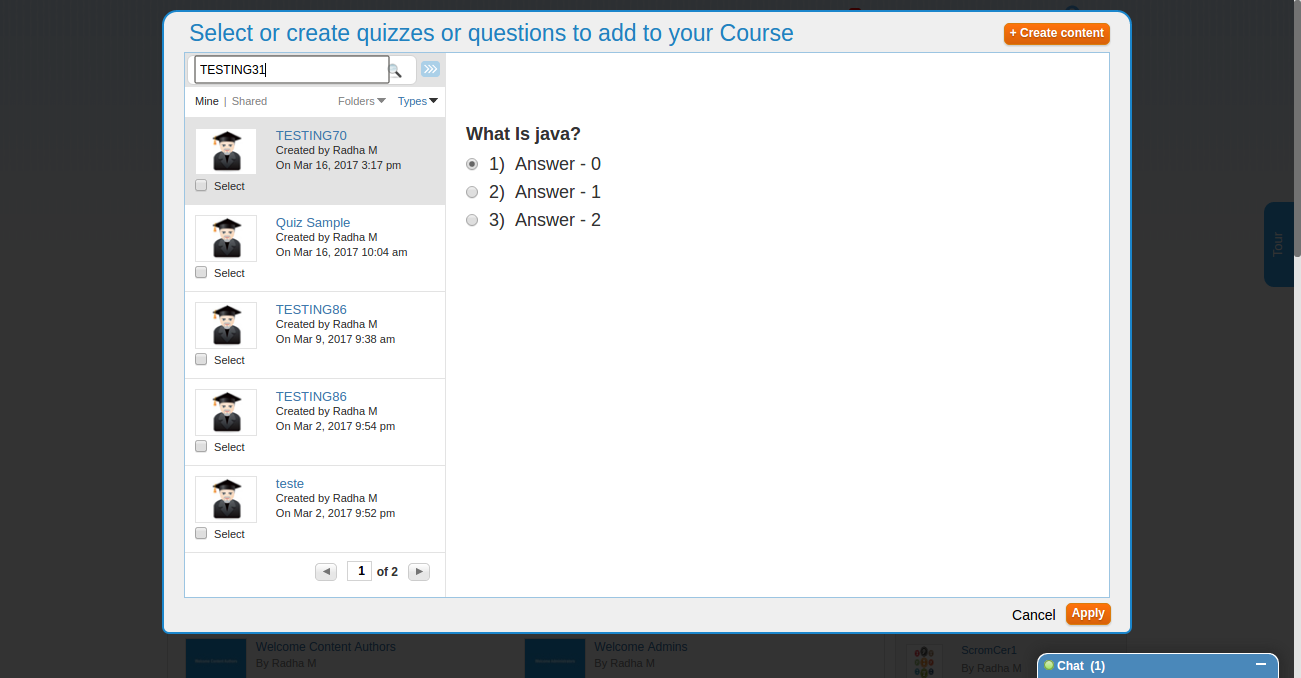 Select or create quizzes or questions to add to your Course
+ Create content
TESTING31
Mine | Shared
Folders
Types
TESTING70
Created by Radha M
On Mar 16, 2017 3:17 pm
Select
Quiz Sample
Created by Radha M
On Mar 16, 2017 10:04 am
Select
TESTING86
Created by Radha M
On Mar 9, 2017 9:38 am
Select
TESTING86
Created by Radha M
On Mar 2, 2017 9:54 pm
Select
teste
Created by Radha M
On Mar 2, 2017 9:52 pm
Select
1 of 2
What Is java?
1) Answer - 0
2) Answer - 1
3) Answer - 2
Tour
Cancel
Apply
Welcome Content Authors
By Radha M
Welcome Admins
By Radha M
ScromCer1
By Radha M
Chat (1)